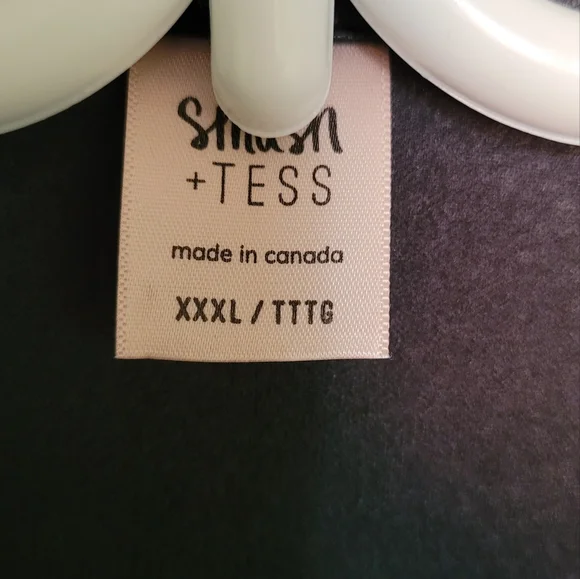 smash
+TESS
made in canada
XXXL / TTTG